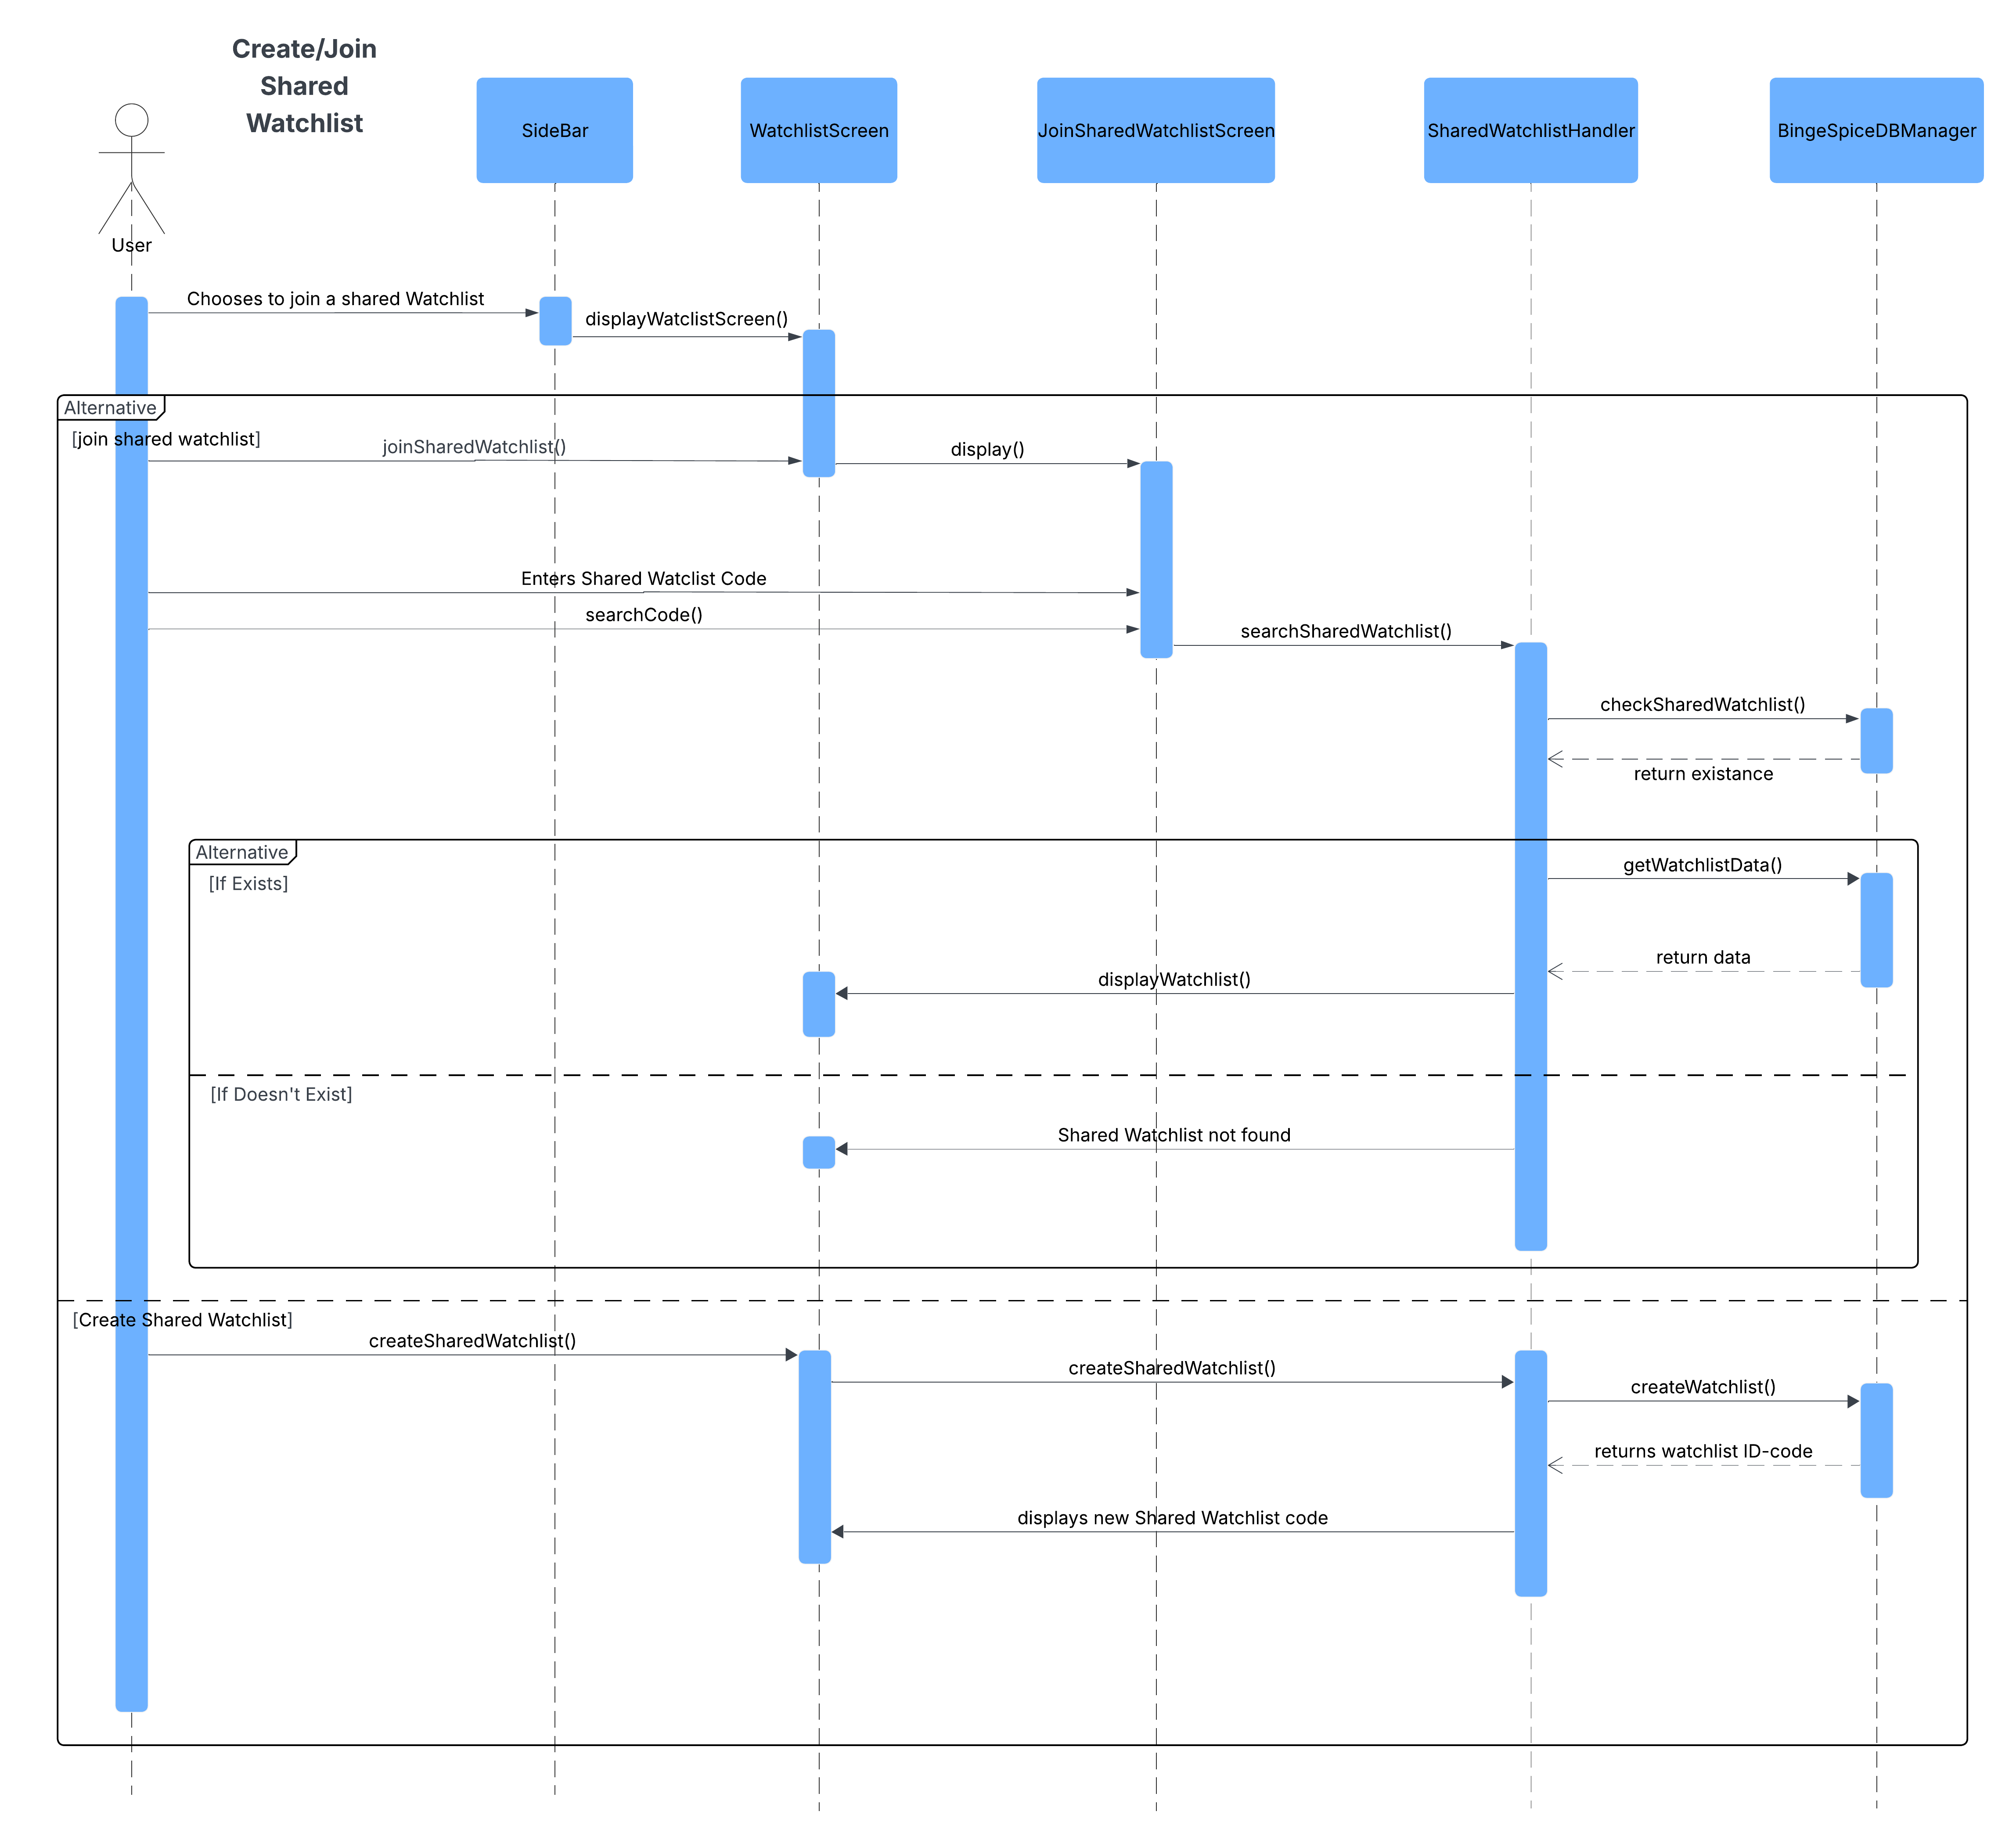 Create/Join
Shared
Watchlist
SideBar
WatchlistScreen
JoinSharedWatchlistScreen
SharedWatchlistHandler
BingeSpiceDBManager
User
Chooses to join a shared Watchlist
displayWatclistScreen()
Alternative
[join shared watchlist]
joinSharedWatchlist()
display()
Enters Shared Watclist Code
searchCode()
searchSharedWatchlist()
checkSharedWatchlist()
return existance
Alternative
[If Exists]
getWatchlistData()
return data
displayWatchlist()
[If Doesn't Exist]
Shared Watchlist not found
[Create Shared Watchlist]
createSharedWatchlist()
createSharedWatchlist()
createWatchlist()
returns watchlist ID-code
displays new Shared Watchlist code